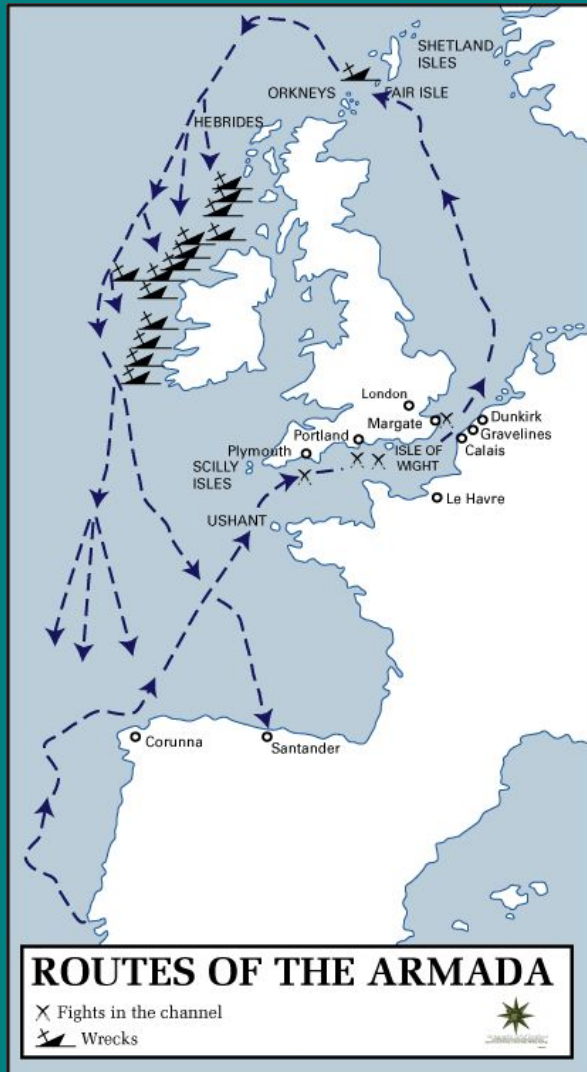 SHETLAND
ISLES
ORKNEYS
FAIR ISLE
HEBRIDES
London
Margate
Dunkirk
Gravelines
Calais
Portland
Plymouth
ISLE OF
WIGHT
SCILLY
ISLES
Le Havre
USHANT
Corunna
Santander
ROUTES OF THE ARMADA
Fights in the channel
Wrecks